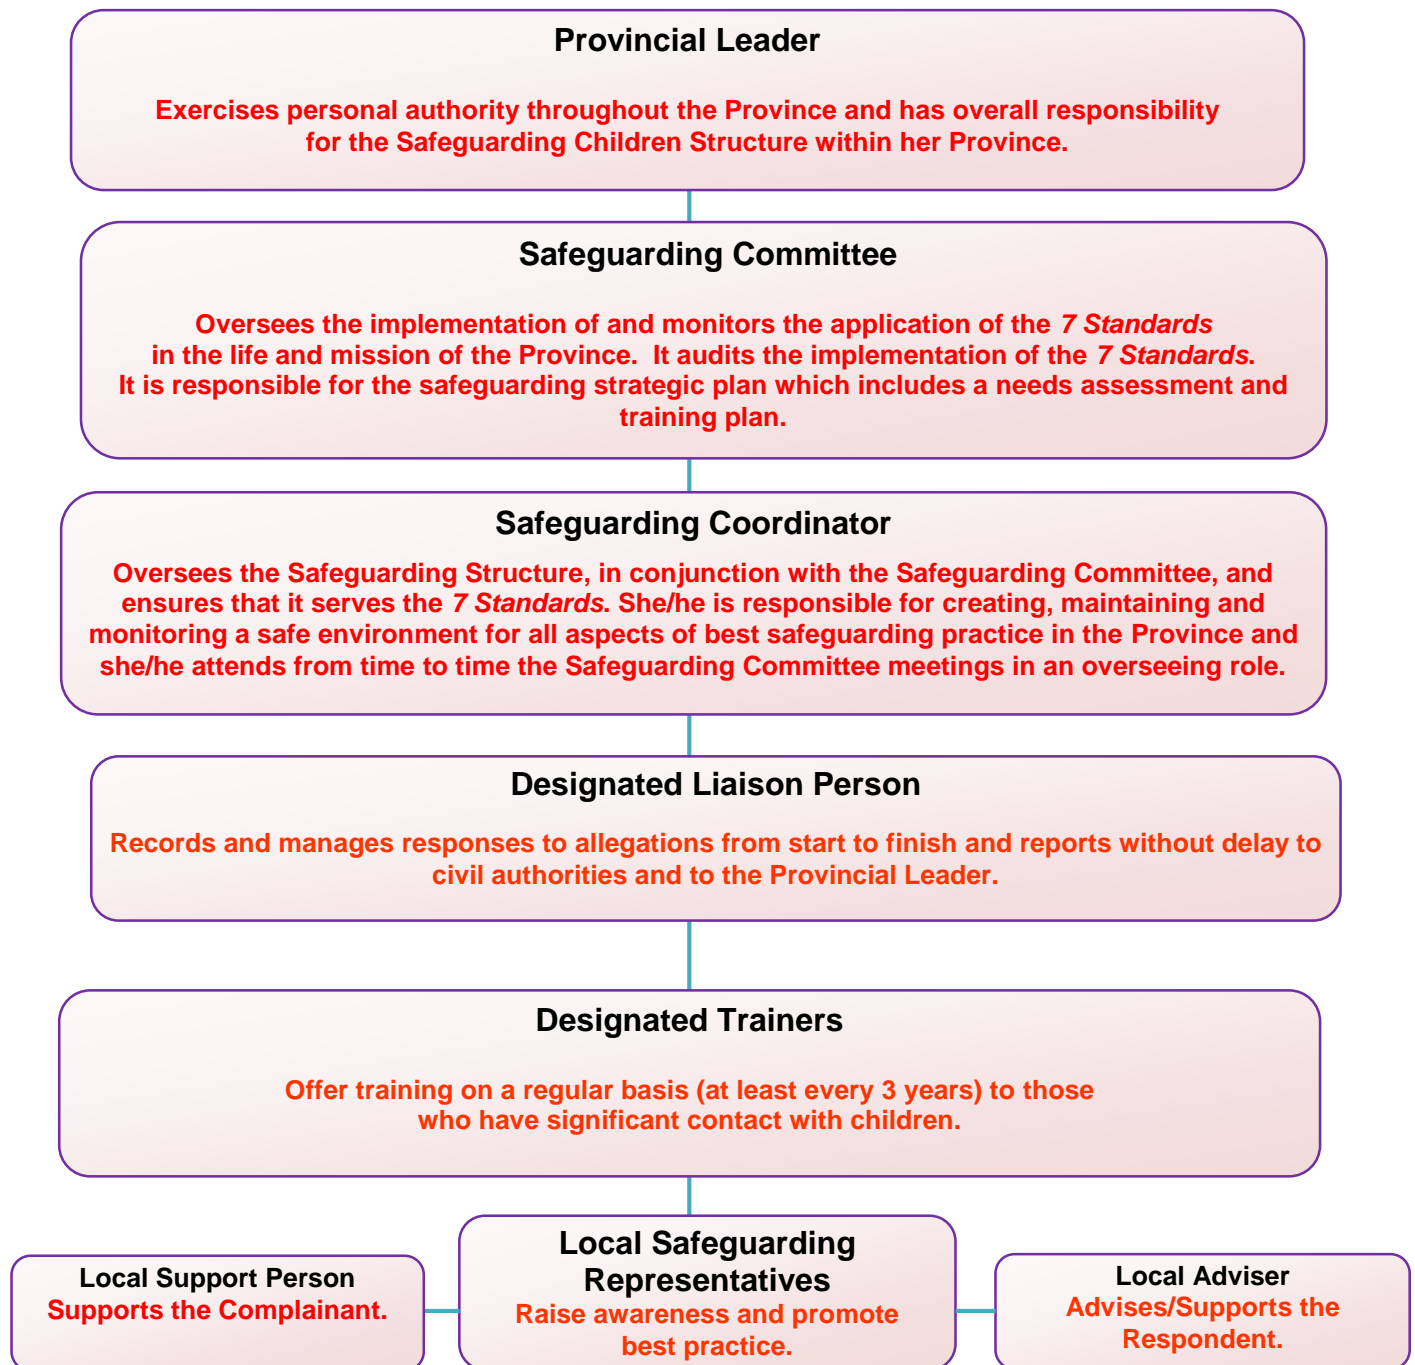 Provincial Leader
Exercises personal authority throughout the Province and has overall responsibility
for the Safeguarding Children Structure within her Province.
Safeguarding Committee
Oversees the implementation of and monitors the application of the 7 Standards
in the life and mission of the Province.  It audits the implementation of the 7 Standards.
It is responsible for the safeguarding strategic plan which includes a needs assessment and
training plan.
Safeguarding Coordinator
Oversees the Safeguarding Structure, in conjunction with the Safeguarding Committee, and
ensures that it serves the 7 Standards. She/he is responsible for creating, maintaining and
monitoring a safe environment for all aspects of best safeguarding practice in the Province and
she/he attends from time to time the Safeguarding Committee meetings in an overseeing role.
Designated Liaison Person
Records and manages responses to allegations from start to finish and reports without delay to
civil authorities and to the Provincial Leader.
Designated Trainers
Offer training on a regular basis (at least every 3 years) to those
who have significant contact with children.
Local Support Person
Supports the Complainant.
Local Safeguarding
Representatives
Raise awareness and promote
best practice.
Local Adviser
Advises/Supports the
Respondent.